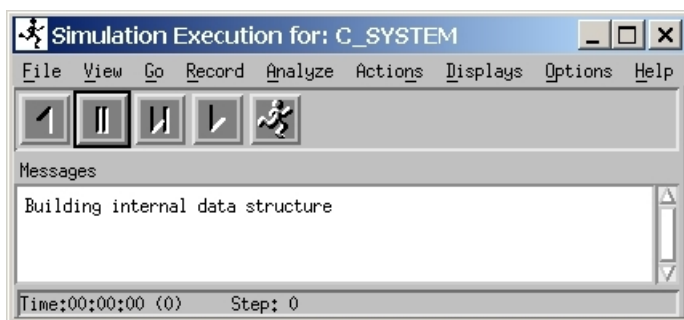 Simulation Execution for: C_SYSTEM
File View Go Record Analyze Actions Displays Options Help
Messages
Building internal data structure
Time:00:00:00 (0) Step: 0